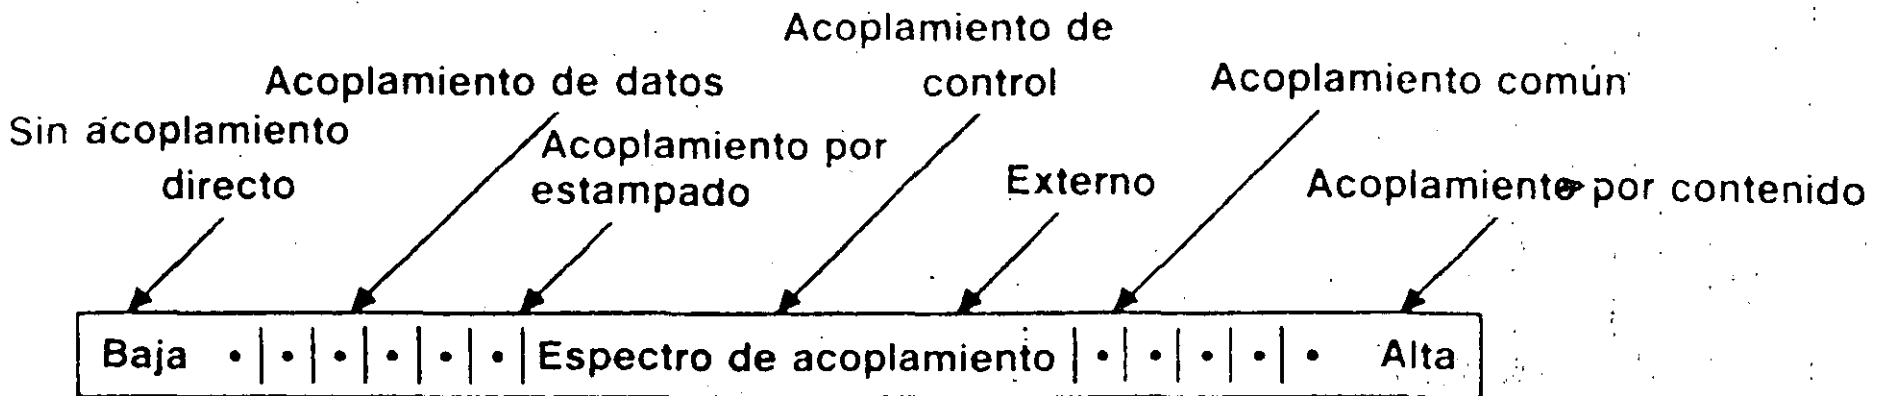 Acoplamiento de
control
Acoplamiento de datos
Acoplamiento común
Sin acoplamiento
directo
Acoplamiento por
estampado
Externo
Acoplamiento por contenido
Baja •|•|•|•|•|•| Espectro de acoplamiento |•|•|•|•|• Alta